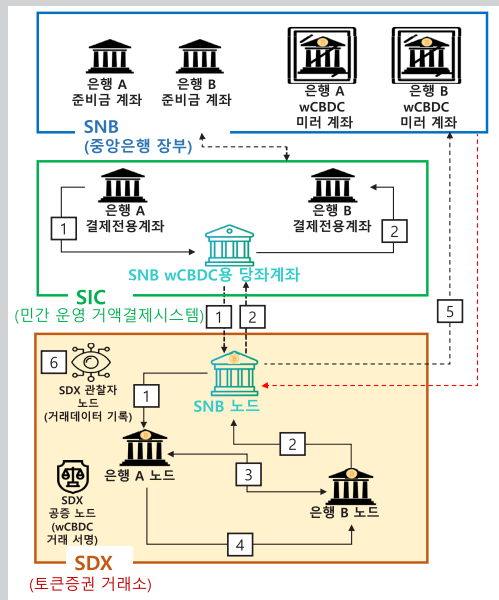 은행 A
준비금 계좌
은행 B
준비금 계좌
은행 A
wCBDC
미러 계좌
은행 B
wCBDC
미러 계좌
SNB
(중앙은행 장부)
은행 A
결제전용계좌
은행 B
결제전용계좌
1
2
SNB wCBDC용 당좌계좌
SIC
(민간 운영 거액결제시스템)
1
2
5
6
SDX 관찰자
노드
(거래데이터 기록)
1
SNB 노드
2
은행 A 노드
3
은행 B 노드
SDX
공증 노드
(wCBDC
거래 서명)
4
SDX
(토큰증권 거래소)